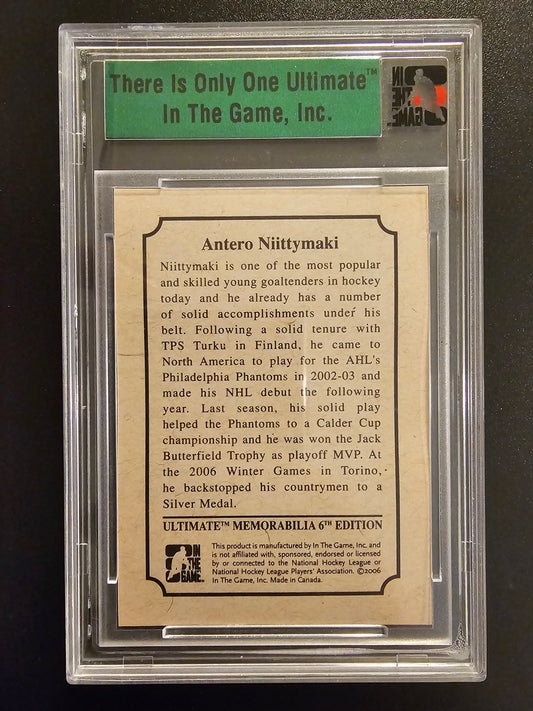 There Is Only One Ultimate™
In The Game, Inc.
IN
THE
GAME
Antero Niittymaki
Niittymaki is one of the most popular
and skilled young goaltenders in hockey
today and he already has a number
of solid accomplishments under his
belt. Following a solid tenure with
TPS Turku in Finland, he came to
North America to play for the AHL's
Philadelphia Phantoms in 2002-03 and
made his NHL debut the following
year. Last season, his solid play
helped the Phantoms to a Calder Cup
championship and he was won the Jack
Butterfield Trophy as playoff MVP. At
the 2006 Winter Games in Torino,
he backstopped his countrymen to a
Silver Medal.
ULTIMATE™ MEMORABILIA 6TH EDITION
IN
THE
GAME
This product is manufactured by In The Game, Inc. and
is not affiliated with, sponsored, endorsed or licensed
by or connected to the National Hockey League or
National Hockey League Players' Association. ©2006
In The Game, Inc. Made in Canada.